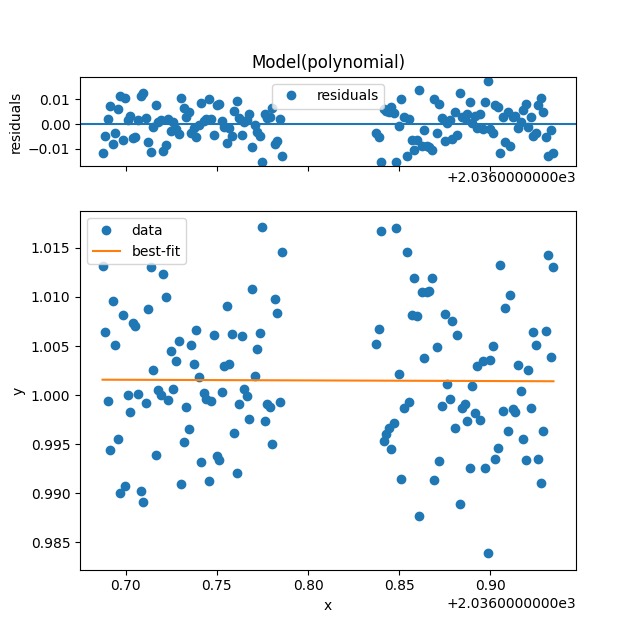 Model(polynomial)
residuals
0.01
0.00
−0.01
residuals
+2.0360000000e3
data
best-fit
y
1.015
1.010
1.005
1.000
0.995
0.990
0.985
0.70 0.75 0.80 0.85 0.90
x
+2.0360000000e3